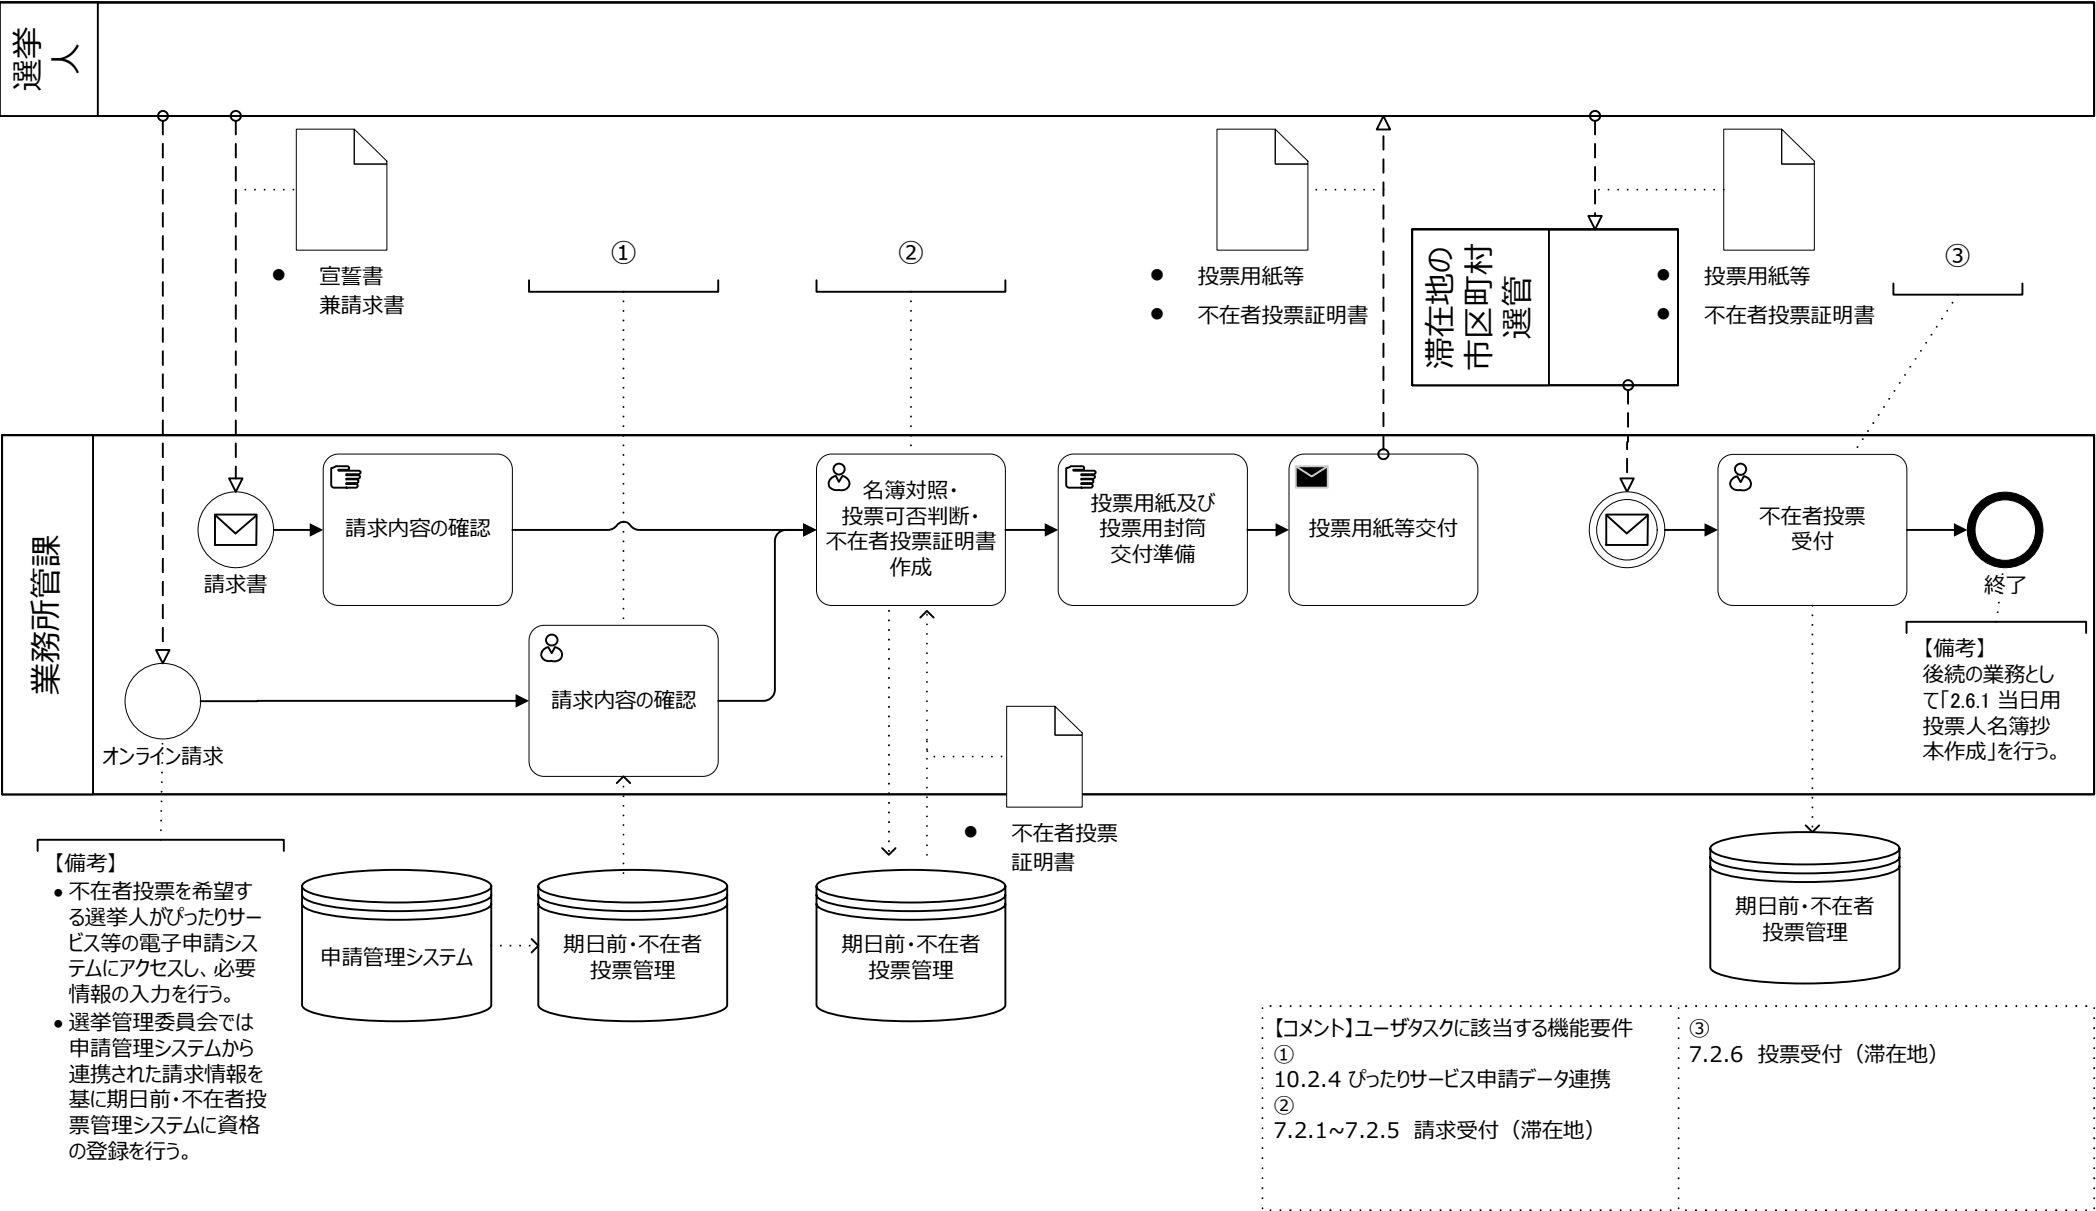 選挙
人
● 宣誓書
兼請求書
①
②
● 投票用紙等
● 不在者投票証明書
滞在地の
市区町村
選管
● 投票用紙等
● 不在者投票証明書
③
業務所管課
請求書
請求内容の確認
名簿対照・
投票可否判断・
不在者投票証明書
作成
投票用紙及び
投票用封筒
交付準備
投票用紙等交付
不在者投票
受付
終了
オンライン請求
請求内容の確認
【備考】
後続の業務とし
て「2.6.1 当日用
投票人名簿抄
本作成」を行う。
● 不在者投票
証明書
【備考】
• 不在者投票を希望す
る選挙人がぴったりサー
ビス等の電子申請シス
テムにアクセスし、必要
情報の入力を行う。
• 選挙管理委員会では
申請管理システムから
連携された請求情報を
基に期日前・不在者投
票管理システムに資格
の登録を行う。
申請管理システム
期日前・不在者
投票管理
期日前・不在者
投票管理
期日前・不在者
投票管理
【コメント】ユーザタスクに該当する機能要件
①
10.2.4 ぴったりサービス申請データ連携
②
7.2.1~7.2.5 請求受付（滞在地）
③
7.2.6 投票受付（滞在地）